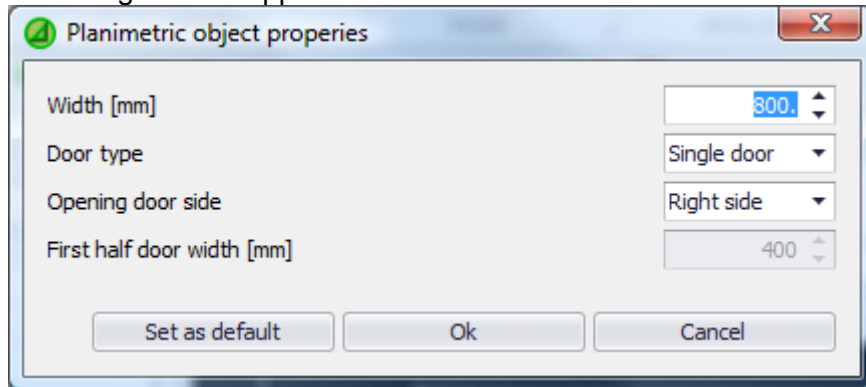 Planimetric object properies
Width [mm] 800.
Door type Single door
Opening door side Right side
First half door width [mm] 400
Set as default Ok Cancel